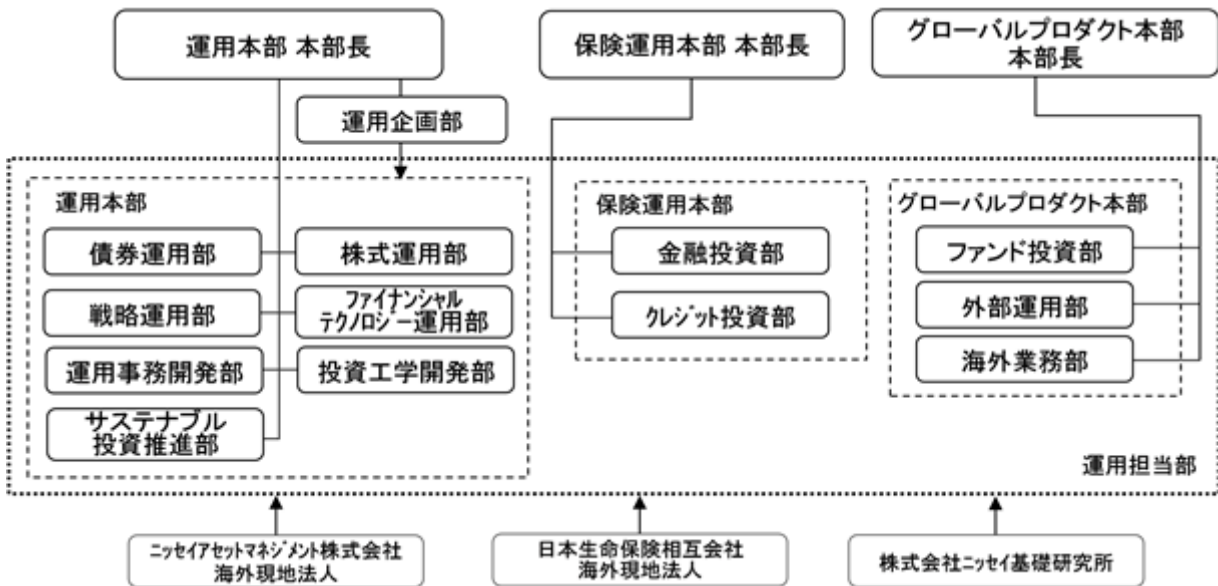 運用本部 本部長
保険運用本部 本部長
グローバルプロダクト本部
本部長
運用企画部
運用本部
債券運用部
株式運用部
戦略運用部
ファイナンシャル
テクノロジー運用部
運用事務開発部
投資工学開発部
サステナブル
投資推進部
保険運用本部
金融投資部
クレジット投資部
グローバルプロダクト本部
ファンド投資部
外部運用部
海外業務部
運用担当部
ニッセイアセットマネジメント株式会社
海外現地法人
日本生命保険相互会社
海外現地法人
株式会社ニッセイ基礎研究所